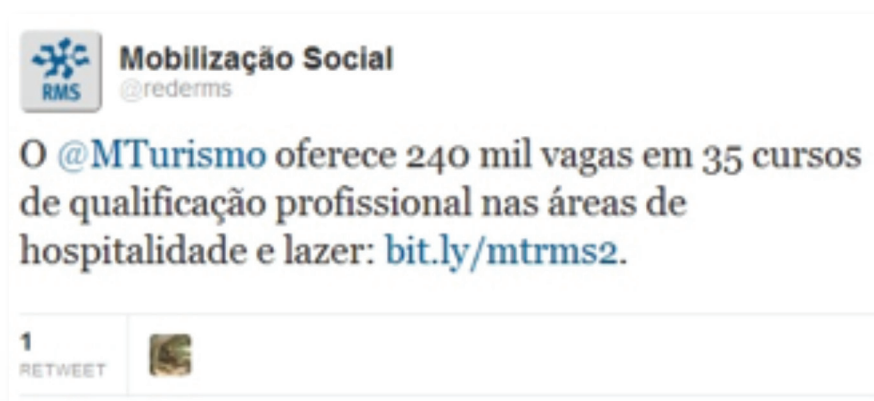 RMS
Mobilização Social
@rederms
O @MTurismo oferece 240 mil vagas em 35 cursos
de qualificação profissional nas áreas de
hospitalidade e lazer: bit.ly/mtrms2.
1
RETWEET